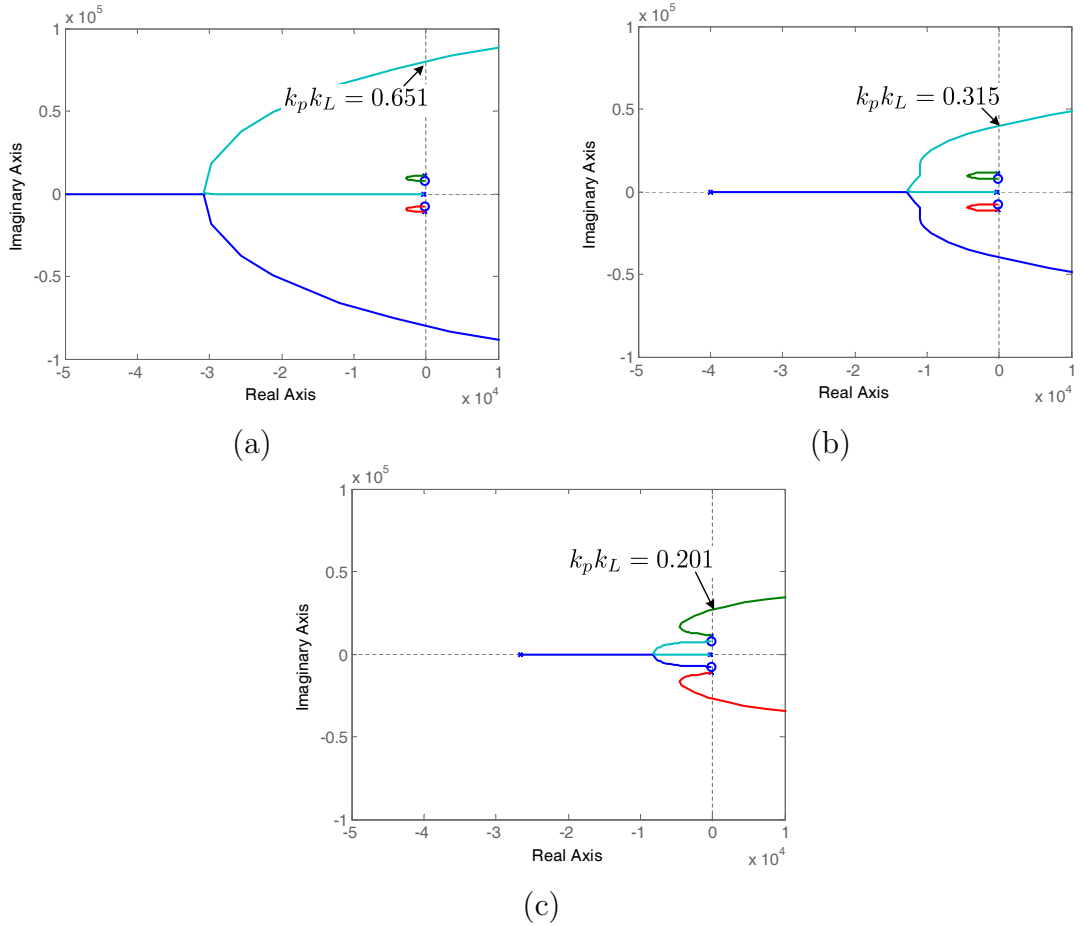 x 10^5
1
0.5
0
-0.5
-1
Imaginary Axis
k_p k_L = 0.651
-5 -4 -3 -2 -1 0 1
Real Axis
x 10^4
(a)
x 10^5
1
0.5
0
-0.5
-1
Imaginary Axis
k_p k_L = 0.315
-5 -4 -3 -2 -1 0 1
Real Axis
x 10^4
(b)
x 10^5
1
0.5
0
-0.5
-1
Imaginary Axis
k_p k_L = 0.201
-5 -4 -3 -2 -1 0 1
Real Axis
x 10^4
(c)